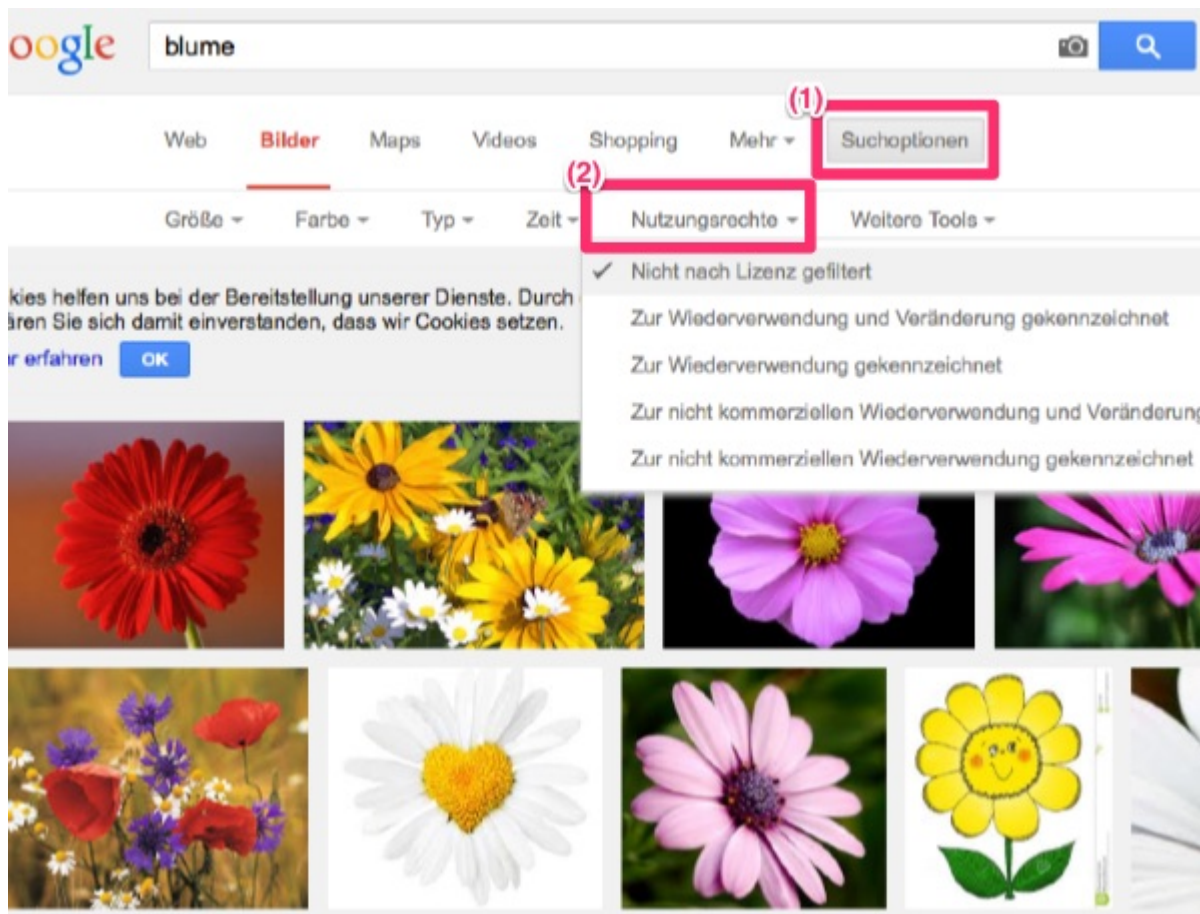 oogle
blume
(1)
Web Bilder Maps Videos Shopping Mehr Suchoptionen
(2)
Größe Farbe Typ Zeit Nutzungsrechte Weitere Tools
Nicht nach Lizenz gefiltert
kies helfen uns bei der Bereitstellung unserer Dienste. Durch
ären Sie sich damit einverstanden, dass wir Cookies setzen.
r erfahren OK
Zur Wiederverwendung und Veränderung gekennzeichnet
Zur Wiederverwendung gekennzeichnet
Zur nicht kommerziellen Wiederverwendung und Veränderung
Zur nicht kommerziellen Wiederverwendung gekennzeichnet